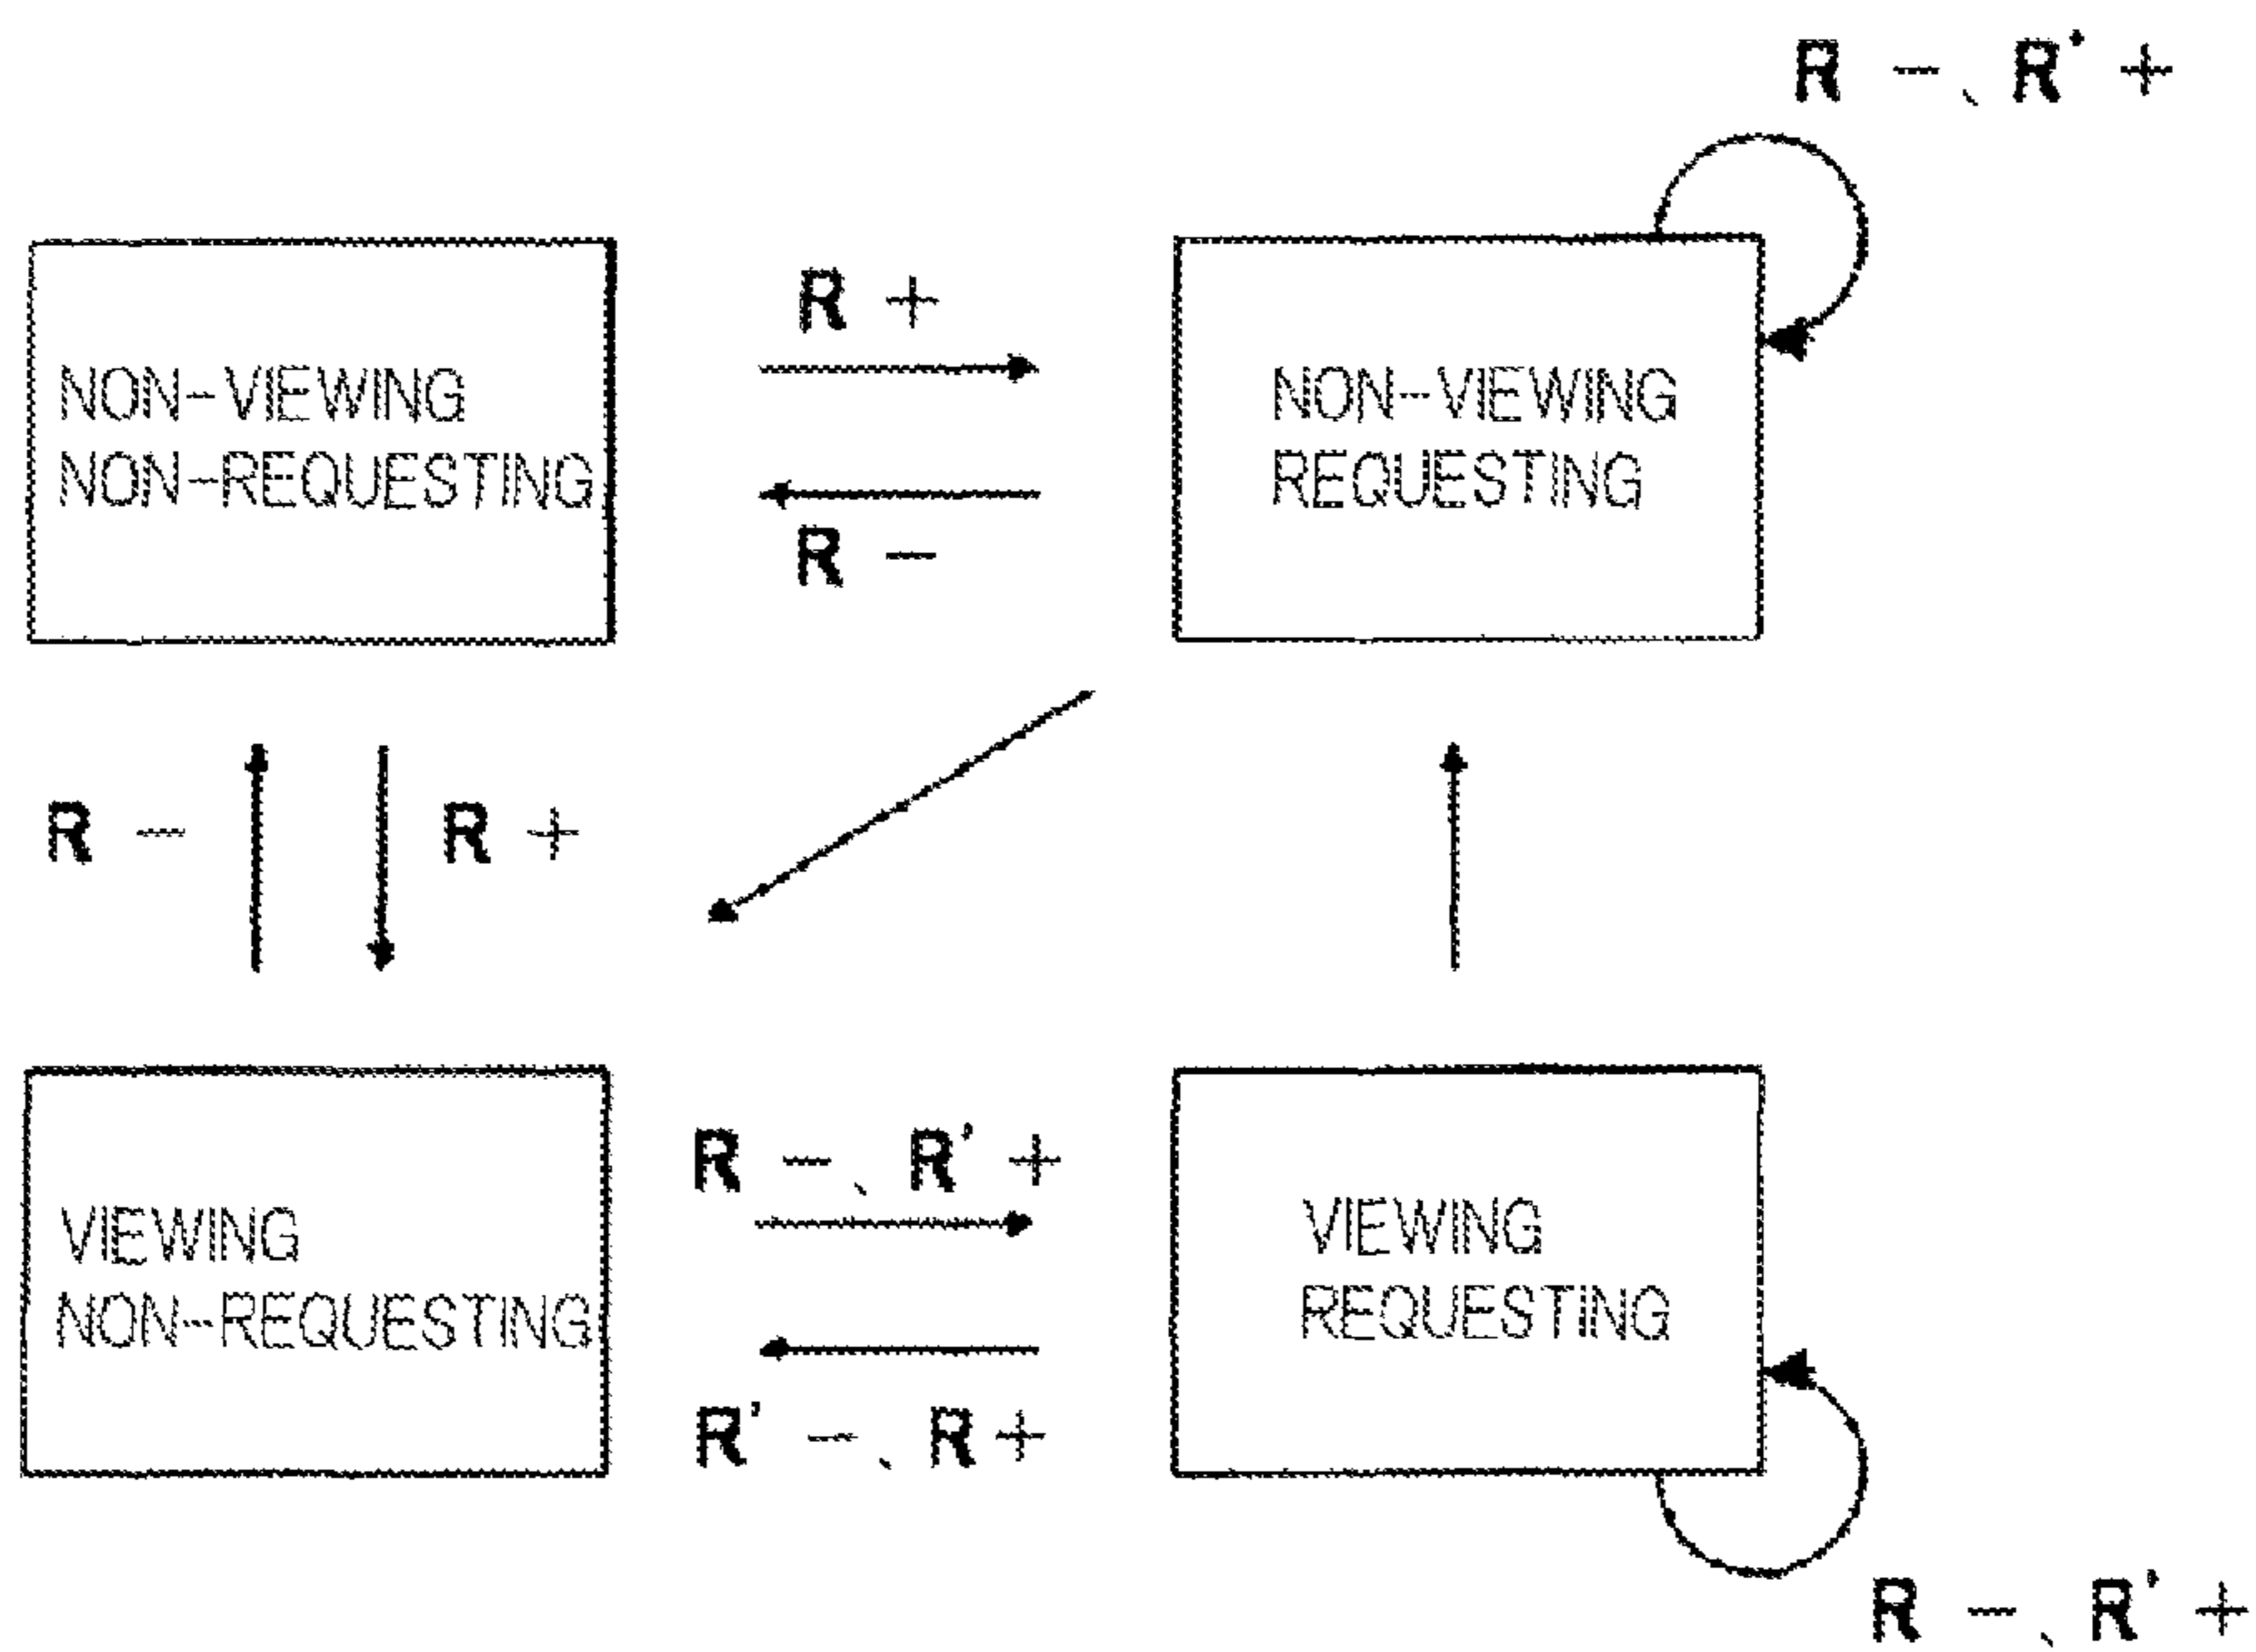 R －、R' ＋
R ＋
NON-VIEWING
NON-REQUESTING
NON-VIEWING
REQUESTING
R －
R －
R ＋
R －、R' ＋
VIEWING
NON-REQUESTING
VIEWING
REQUESTING
R' －、R＋
R －、R' ＋